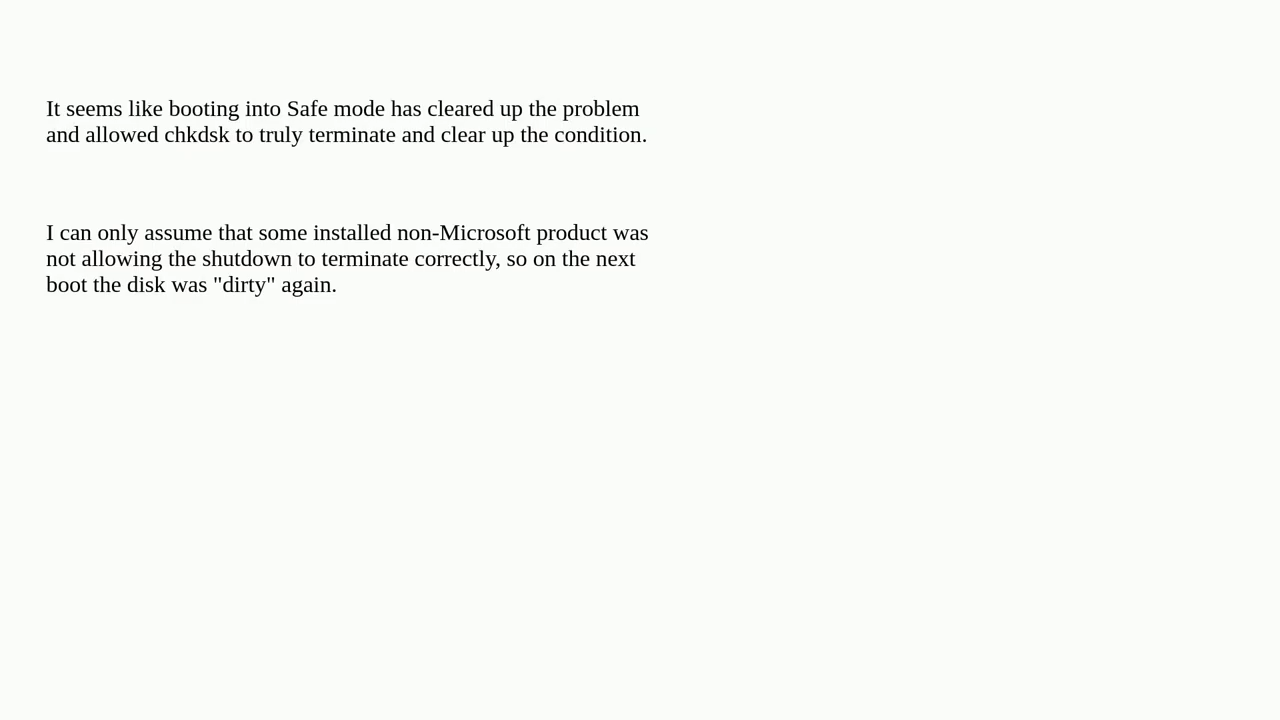 It seems like booting into Safe mode has cleared up the problem
and allowed chkdsk to truly terminate and clear up the condition.
I can only assume that some installed non-Microsoft product was
not allowing the shutdown to terminate correctly, so on the next
boot the disk was "dirty" again.